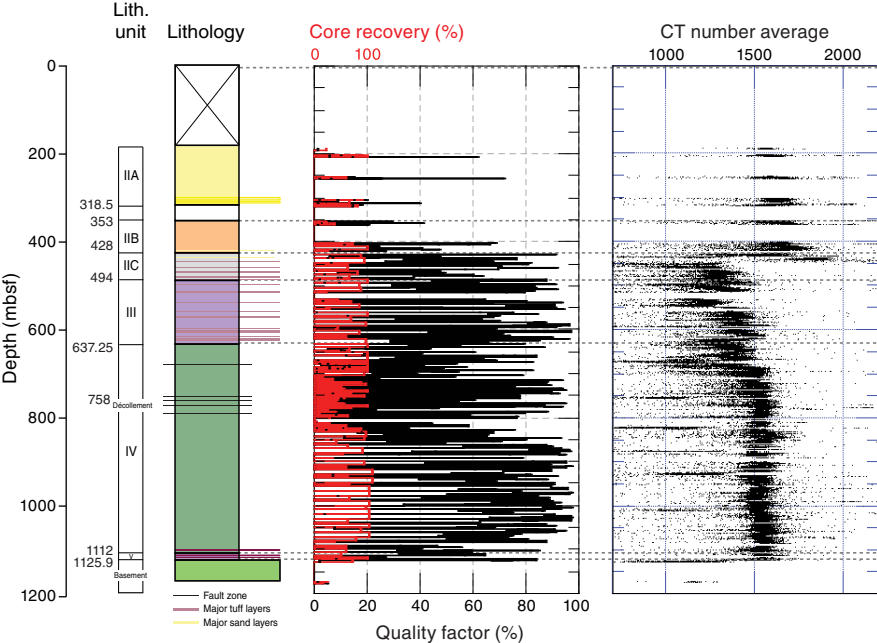 Lith.
unit
Lithology
Core recovery (%)
0 100
CT number average
1000 1500 2000
0
200
400
600
800
1000
1200
Depth (mbsf)
IIA
318.5
353
IIB
428
IIC
494
III
637.25
758
Décollement
IV
1112
V
1125.9
Basement
Fault zone
Major tuff layers
Major sand layers
0 20 40 60 80 100
Quality factor (%)